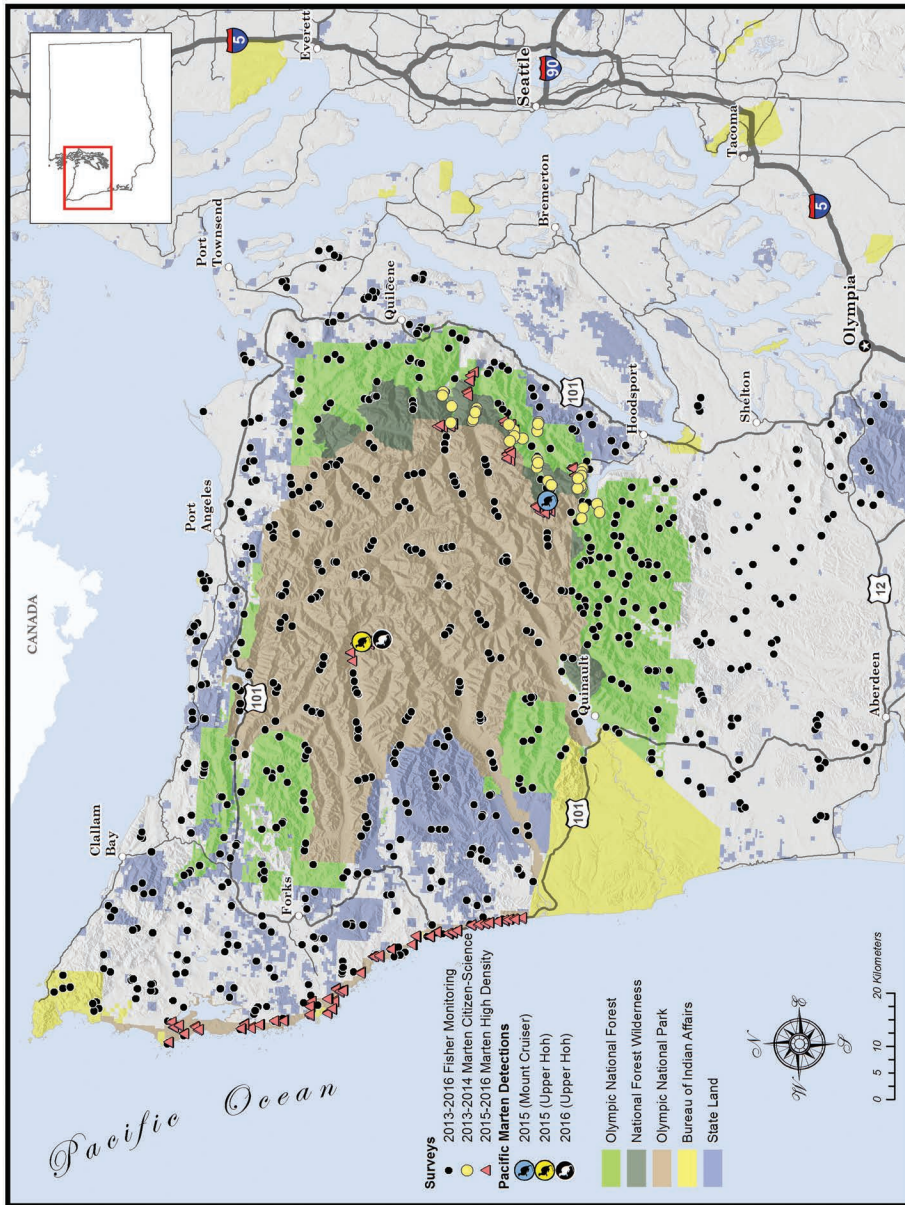 CANADA
Pacific Ocean
Clallam
Bay
Port
Angeles
Port
Townsend
Everett
5
Forks
101
Quilcene
Seattle
90
Bremerton
101
Hoodsport
Quinault
101
Tacoma
Shelton
5
Olympia
12
Aberdeen
Surveys
2013-2016 Fisher Monitoring
2013-2014 Marten Citizen-Science
2015-2016 Marten High Density
Pacific Marten Detections
2015 (Mount Cruiser)
2015 (Upper Hoh)
2016 (Upper Hoh)
Olympic National Forest
National Forest Wilderness
Olympic National Park
Bureau of Indian Affairs
State Land
N
W
E
S
0 5 10 20 Kilometers